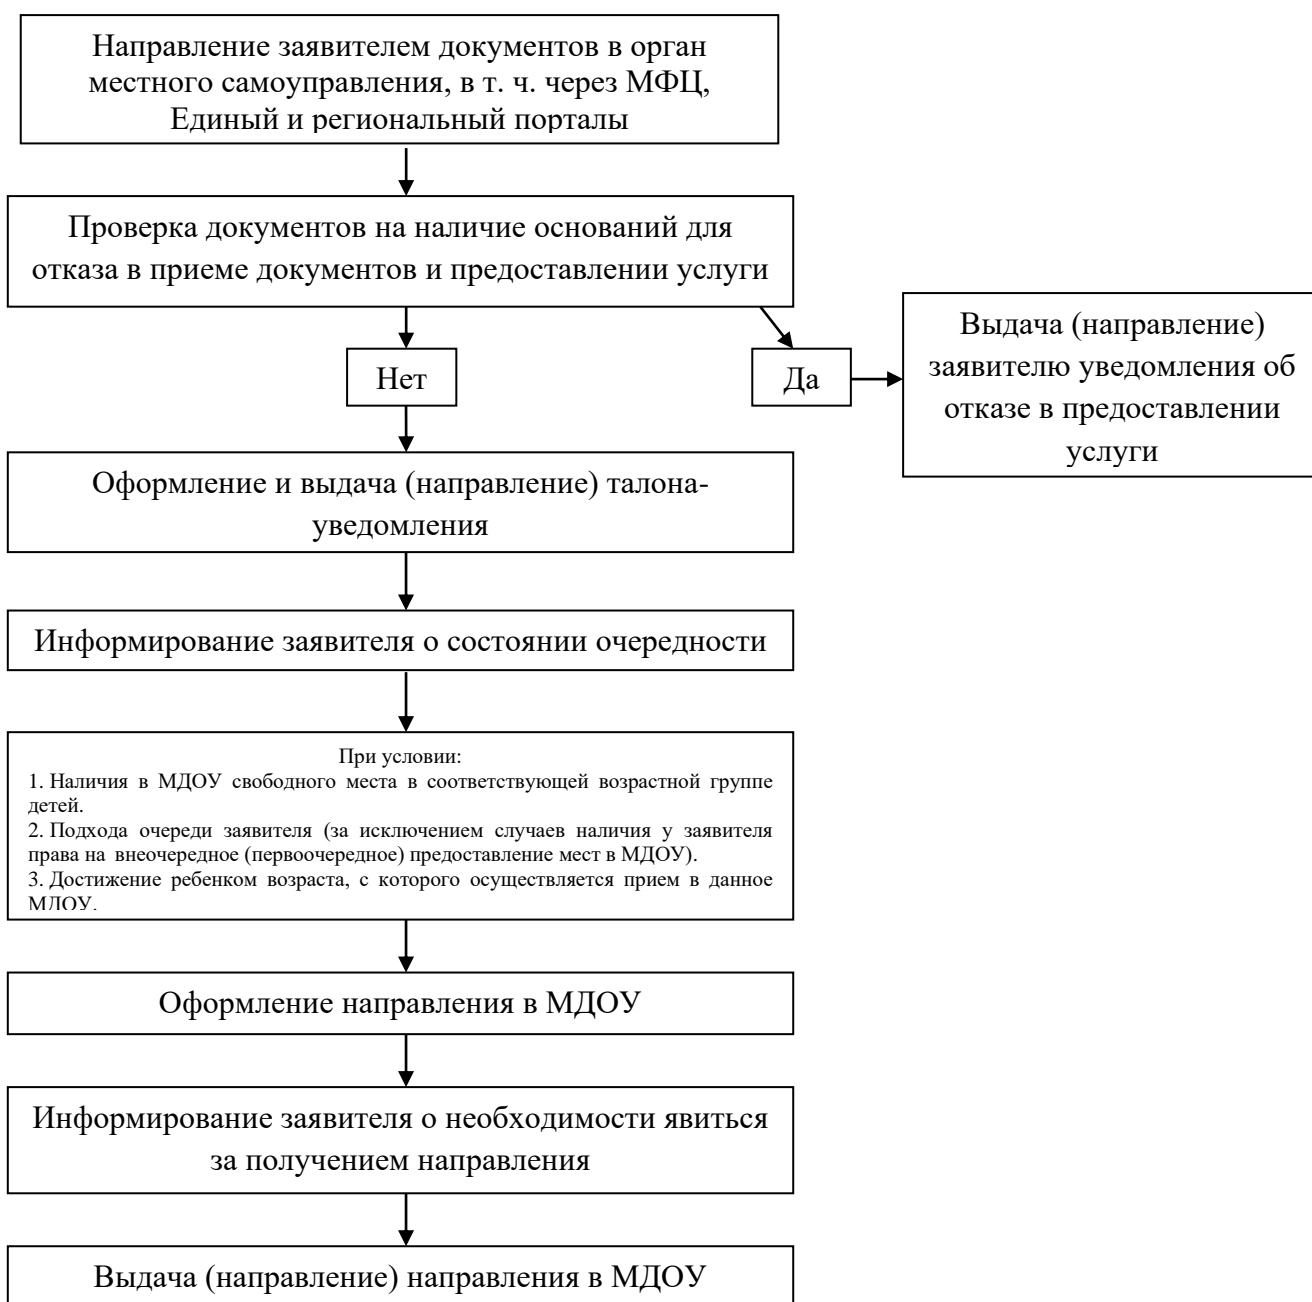 Направление заявителем документов в орган
местного самоуправления, в т. ч. через МФЦ,
Единый и региональный порталы
Проверка документов на наличие оснований для
отказа в приеме документов и предоставлении услуги
Нет
Да
Выдача (направление)
заявителю уведомления об
отказе в предоставлении
услуги
Оформление и выдача (направление) талона-
уведомления
Информирование заявителя о состоянии очередности
При условии:
1. Наличия в МДОУ свободного места в соответствующей возрастной группе
детей.
2. Подхода очереди заявителя (за исключением случаев наличия у заявителя
права на внеочередное (первоочередное) предоставление мест в МДОУ).
3. Достижение ребенком возраста, с которого осуществляется прием в данное
МДОУ.
Оформление направления в МДОУ
Информирование заявителя о необходимости явиться
за получением направления
Выдача (направление) направления в МДОУ